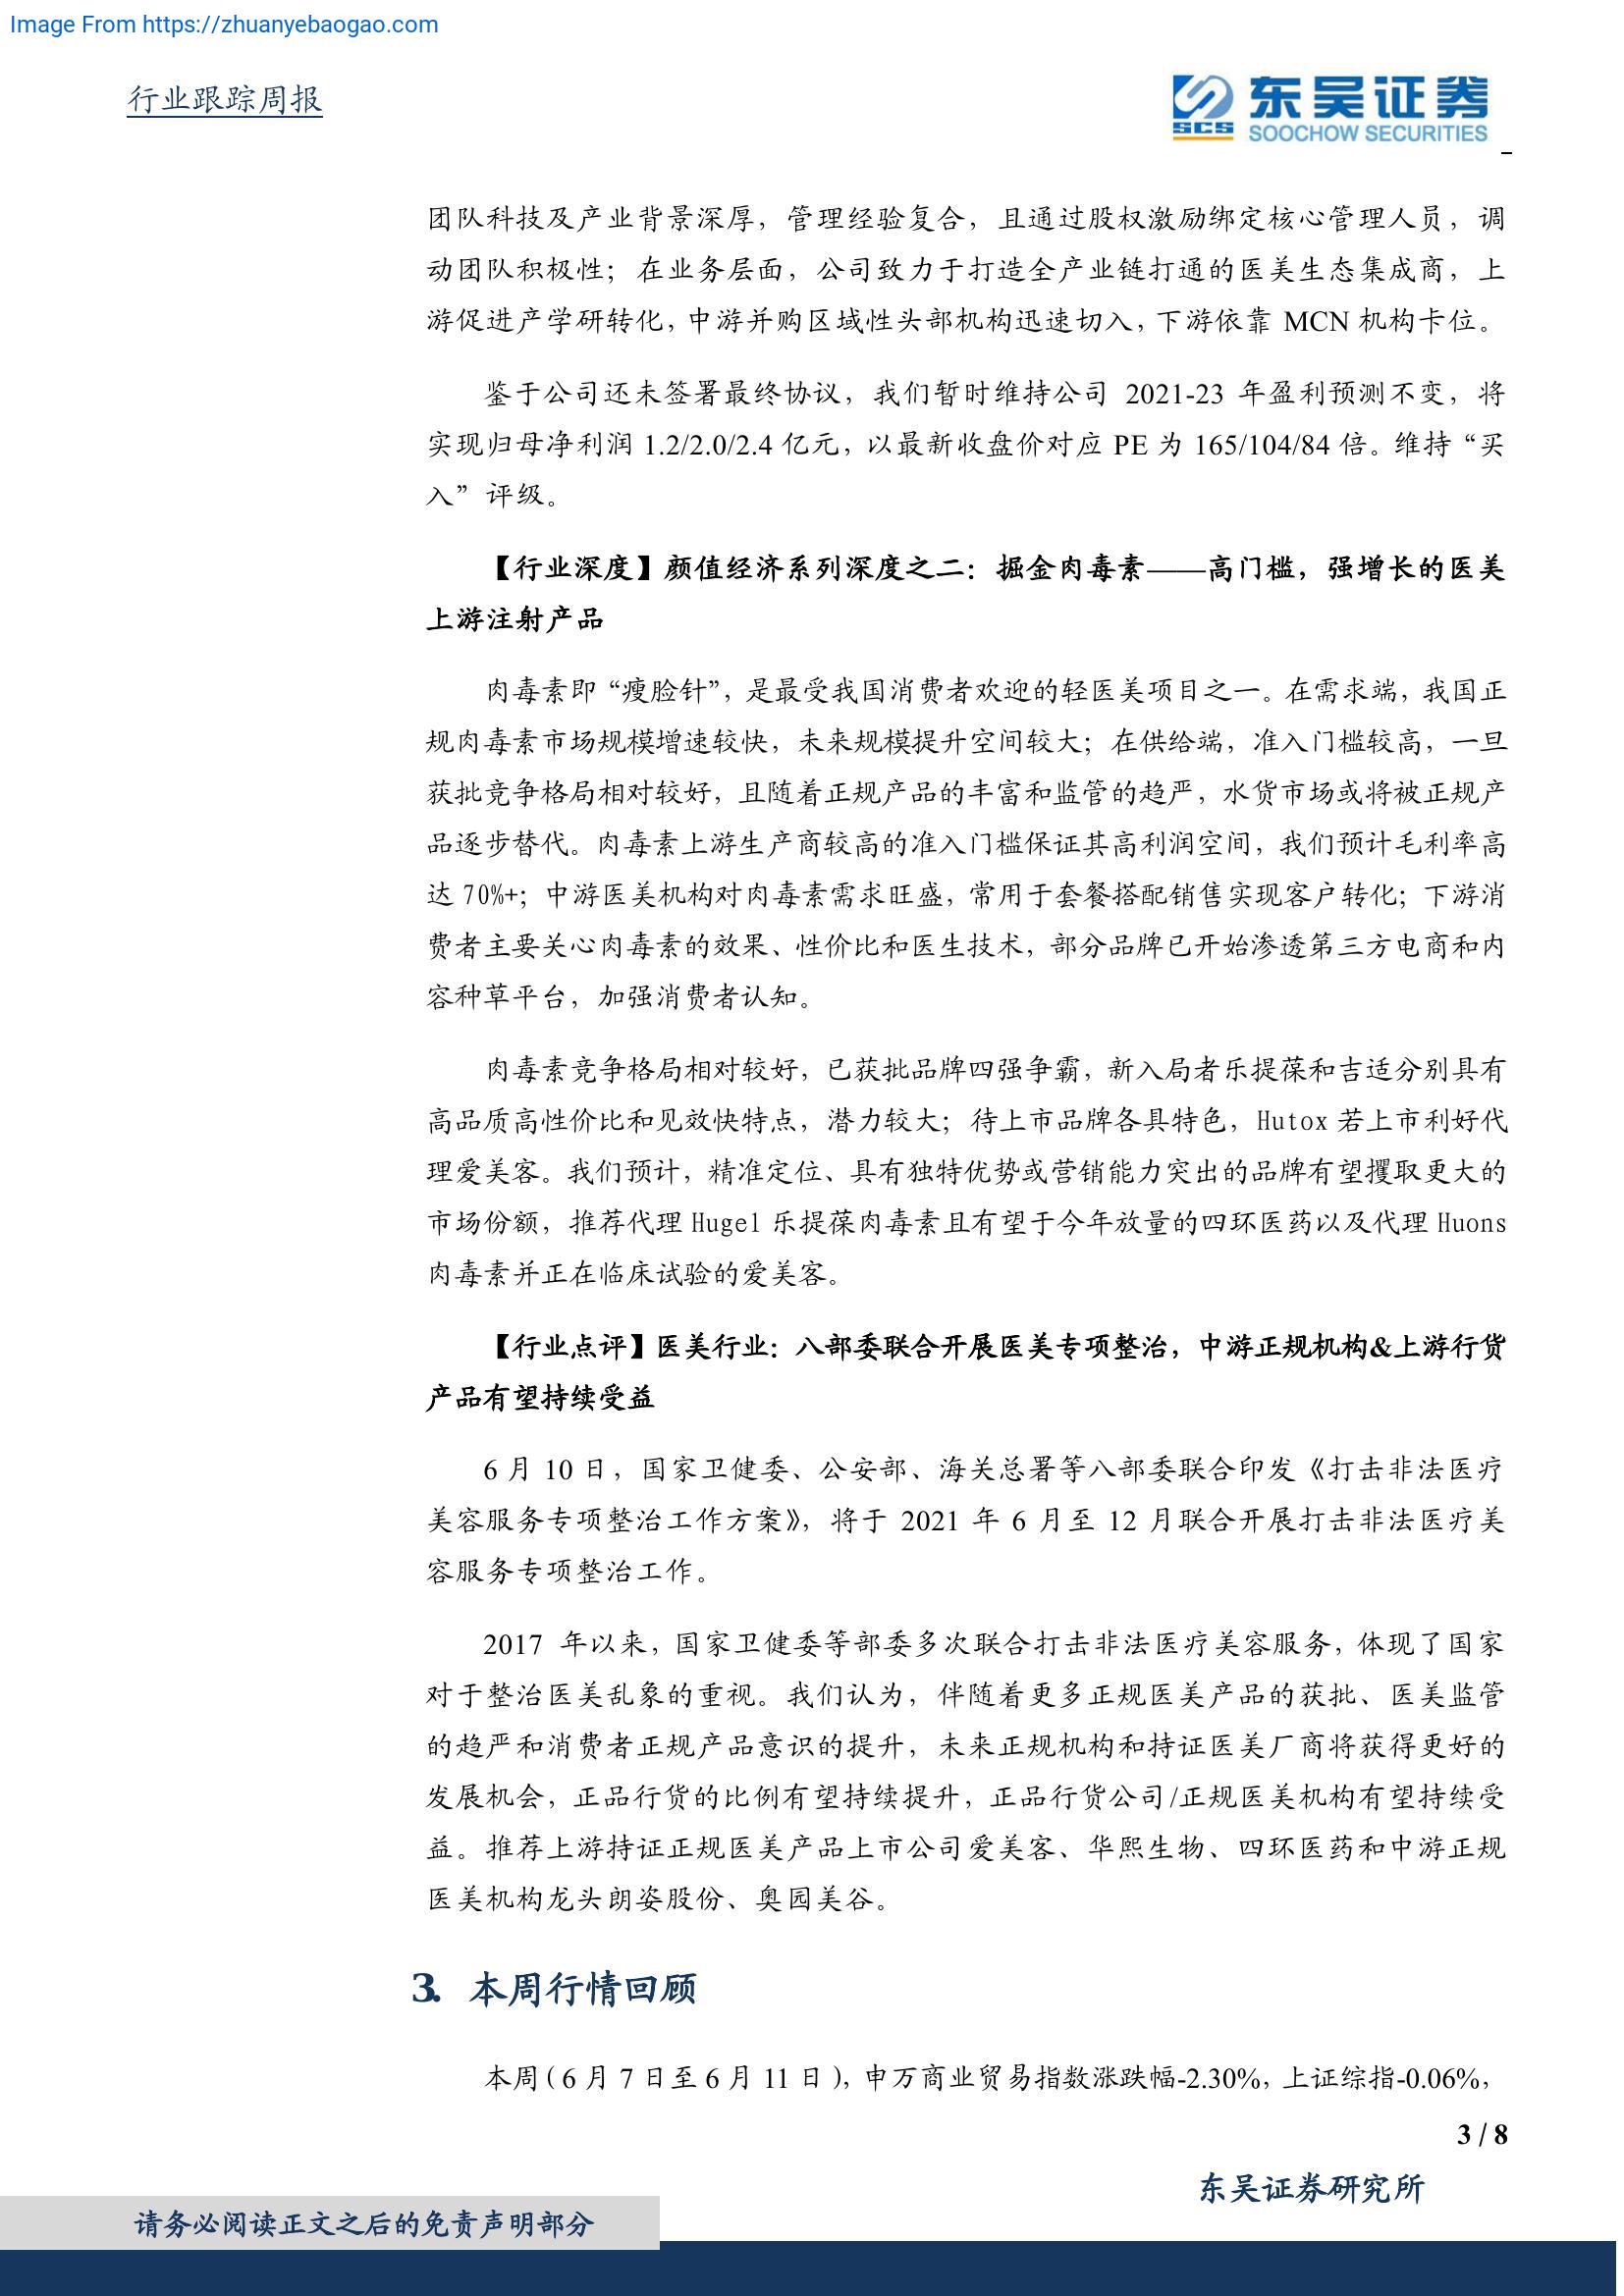 Image From https://zhuanyebaogao.com
行业跟踪周报
SCS 东吴证券
SOOCHOW SECURITIES
团队科技及产业背景深厚，管理经验复合，且通过股权激励绑定核心管理人员，调
动团队积极性；在业务层面，公司致力于打造全产业链打通的医美生态集成商，上
游促进产学研转化，中游并购区域性头部机构迅速切入，下游依靠 MCN 机构卡位。
鉴于公司还未签署最终协议，我们暂时维持公司 2021-23 年盈利预测不变，将
实现归母净利润 1.2/2.0/2.4 亿元，以最新收盘价对应 PE 为 165/104/84 倍。维持“买
入”评级。
【行业深度】颜值经济系列深度之二：掘金肉毒素——高门槛，强增长的医美
上游注射产品
肉毒素即“瘦脸针”，是最受我国消费者欢迎的轻医美项目之一。在需求端，我国正
规肉毒素市场规模增速较快，未来规模提升空间较大；在供给端，准入门槛较高，一旦
获批竞争格局相对较好，且随着正规产品的丰富和监管的趋严，水货市场或将被正规产
品逐步替代。肉毒素上游生产商较高的准入门槛保证其高利润空间，我们预计毛利率高
达 70%+；中游医美机构对肉毒素需求旺盛，常用于套餐搭配销售实现客户转化；下游消
费者主要关心肉毒素的效果、性价比和医生技术，部分品牌已开始渗透第三方电商和内
容种草平台，加强消费者认知。
肉毒素竞争格局相对较好，已获批品牌四强争霸，新入局者乐提葆和吉适分别具有
高品质高性价比和见效快特点，潜力较大；待上市品牌各具特色，Hutox 若上市利好代
理爱美客。我们预计，精准定位、具有独特优势或营销能力突出的品牌有望攫取更大的
市场份额，推荐代理 Hugel 乐提葆肉毒素且有望于今年放量的四环医药以及代理 Huons
肉毒素并正在临床试验的爱美客。
【行业点评】医美行业：八部委联合开展医美专项整治，中游正规机构&上游行货
产品有望持续受益
6 月 10 日，国家卫健委、公安部、海关总署等八部委联合印发《打击非法医疗
美容服务专项整治工作方案》，将于 2021 年 6 月至 12 月联合开展打击非法医疗美
容服务专项整治工作。
2017 年以来，国家卫健委等部委多次联合打击非法医疗美容服务，体现了国家
对于整治医美乱象的重视。我们认为，伴随着更多正规医美产品的获批、医美监管
的趋严和消费者正规产品意识的提升，未来正规机构和持证医美厂商将获得更好的
发展机会，正品行货的比例有望持续提升，正品行货公司/正规医美机构有望持续受
益。推荐上游持证正规医美产品上市公司爱美客、华熙生物、四环医药和中游正规
医美机构龙头朗姿股份、奥园美谷。
3. 本周行情回顾
本周（6 月 7 日至 6 月 11 日），申万商业贸易指数涨跌幅-2.30%，上证综指-0.06%，
3 / 8
东吴证券研究所
请务必阅读正文之后的免责声明部分